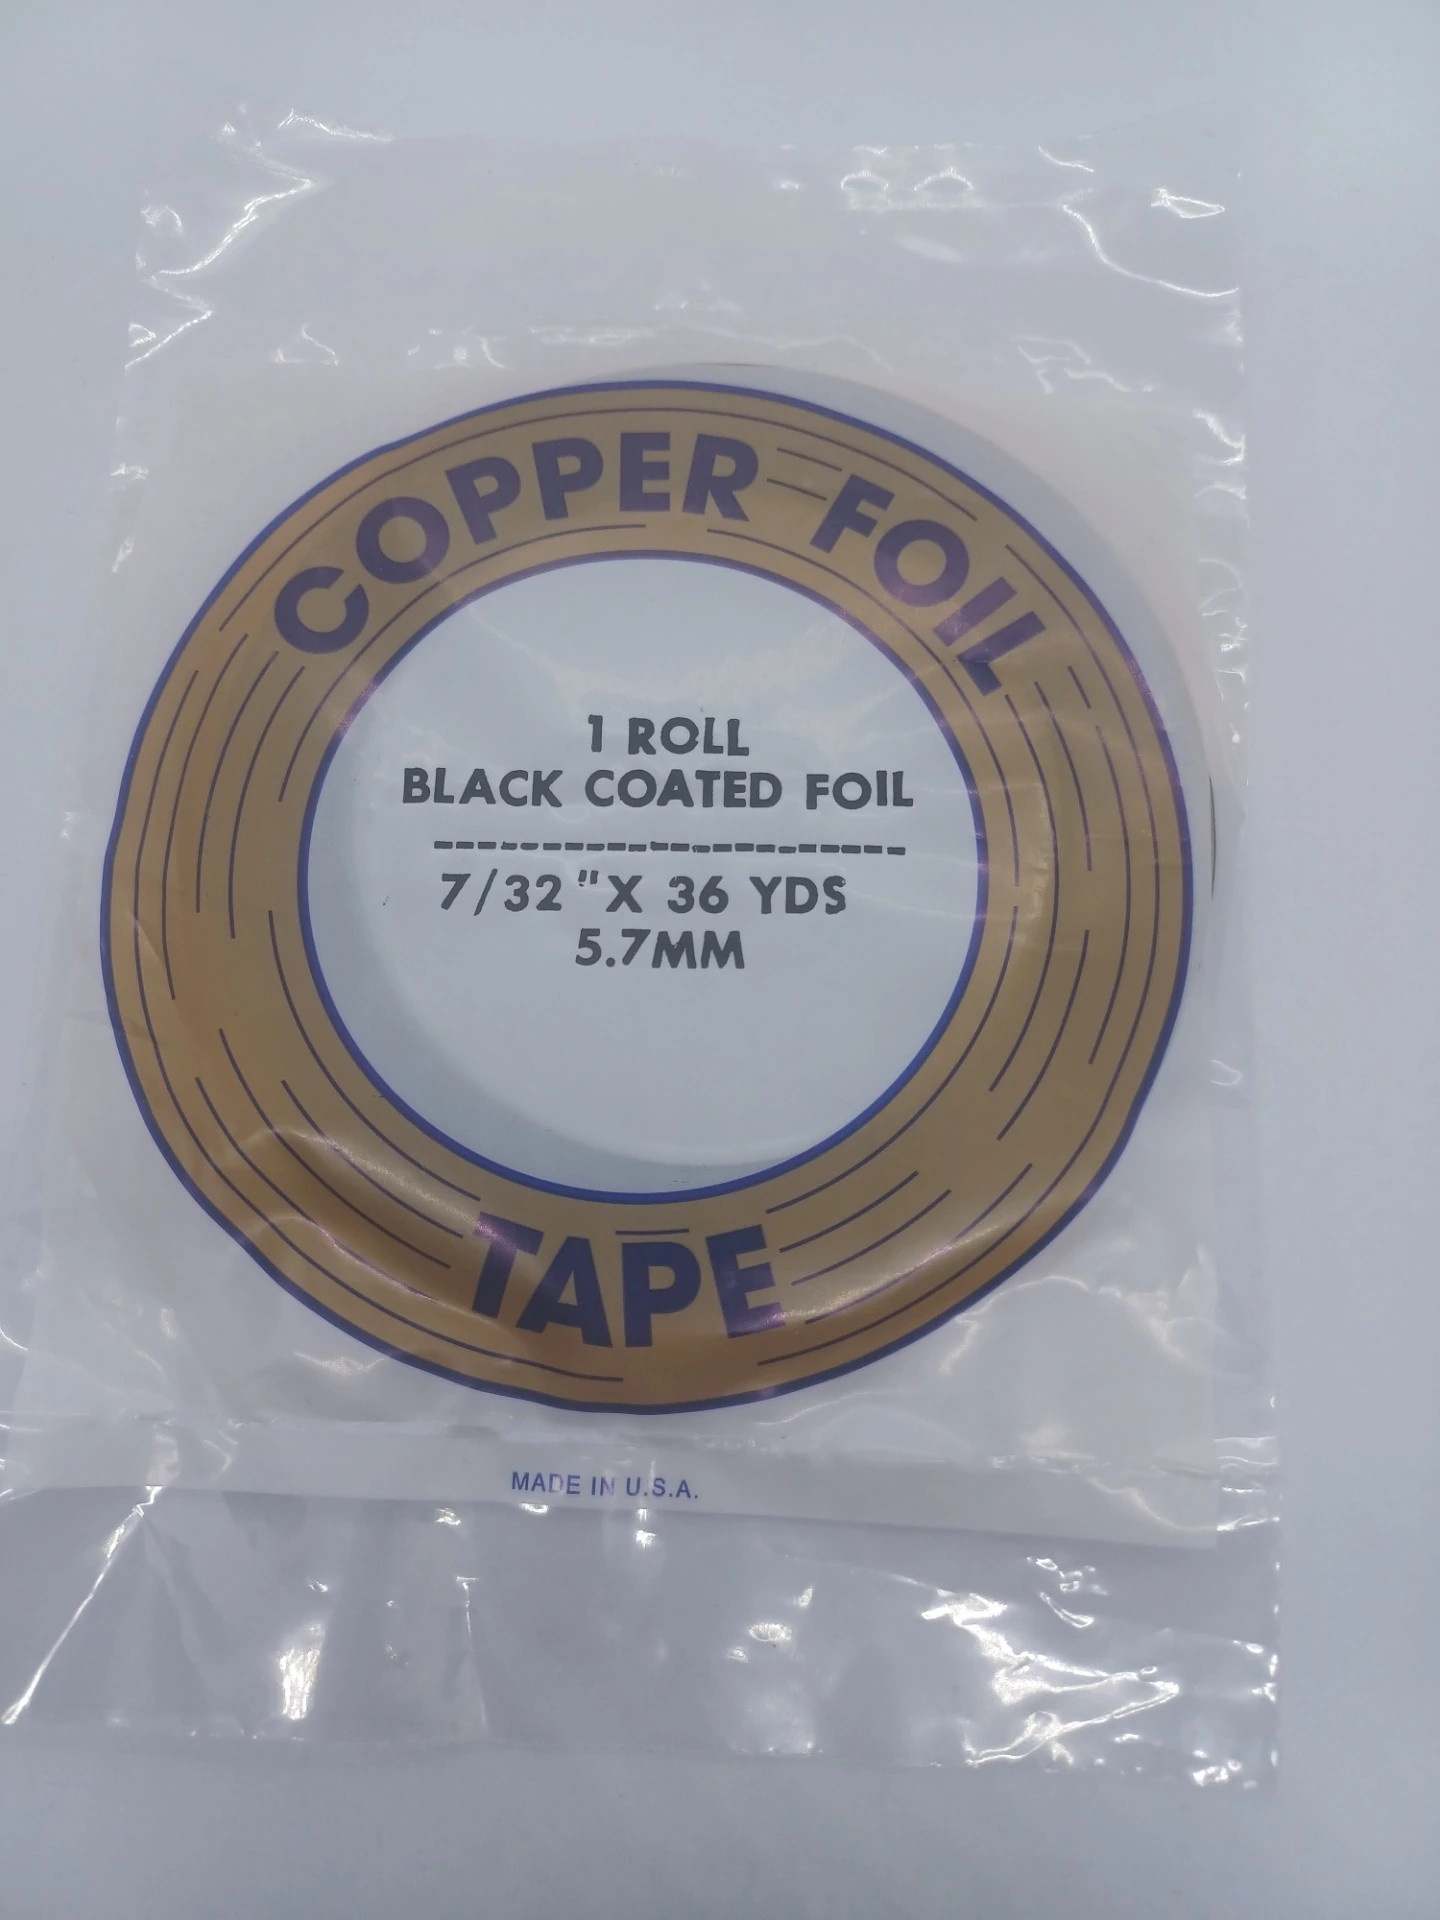 COPPER FOIL
1 ROLL
BLACK COATED FOIL
---------------------
7/32"X 36 YDS
5.7MM
TAPE
MADE IN U.S.A.